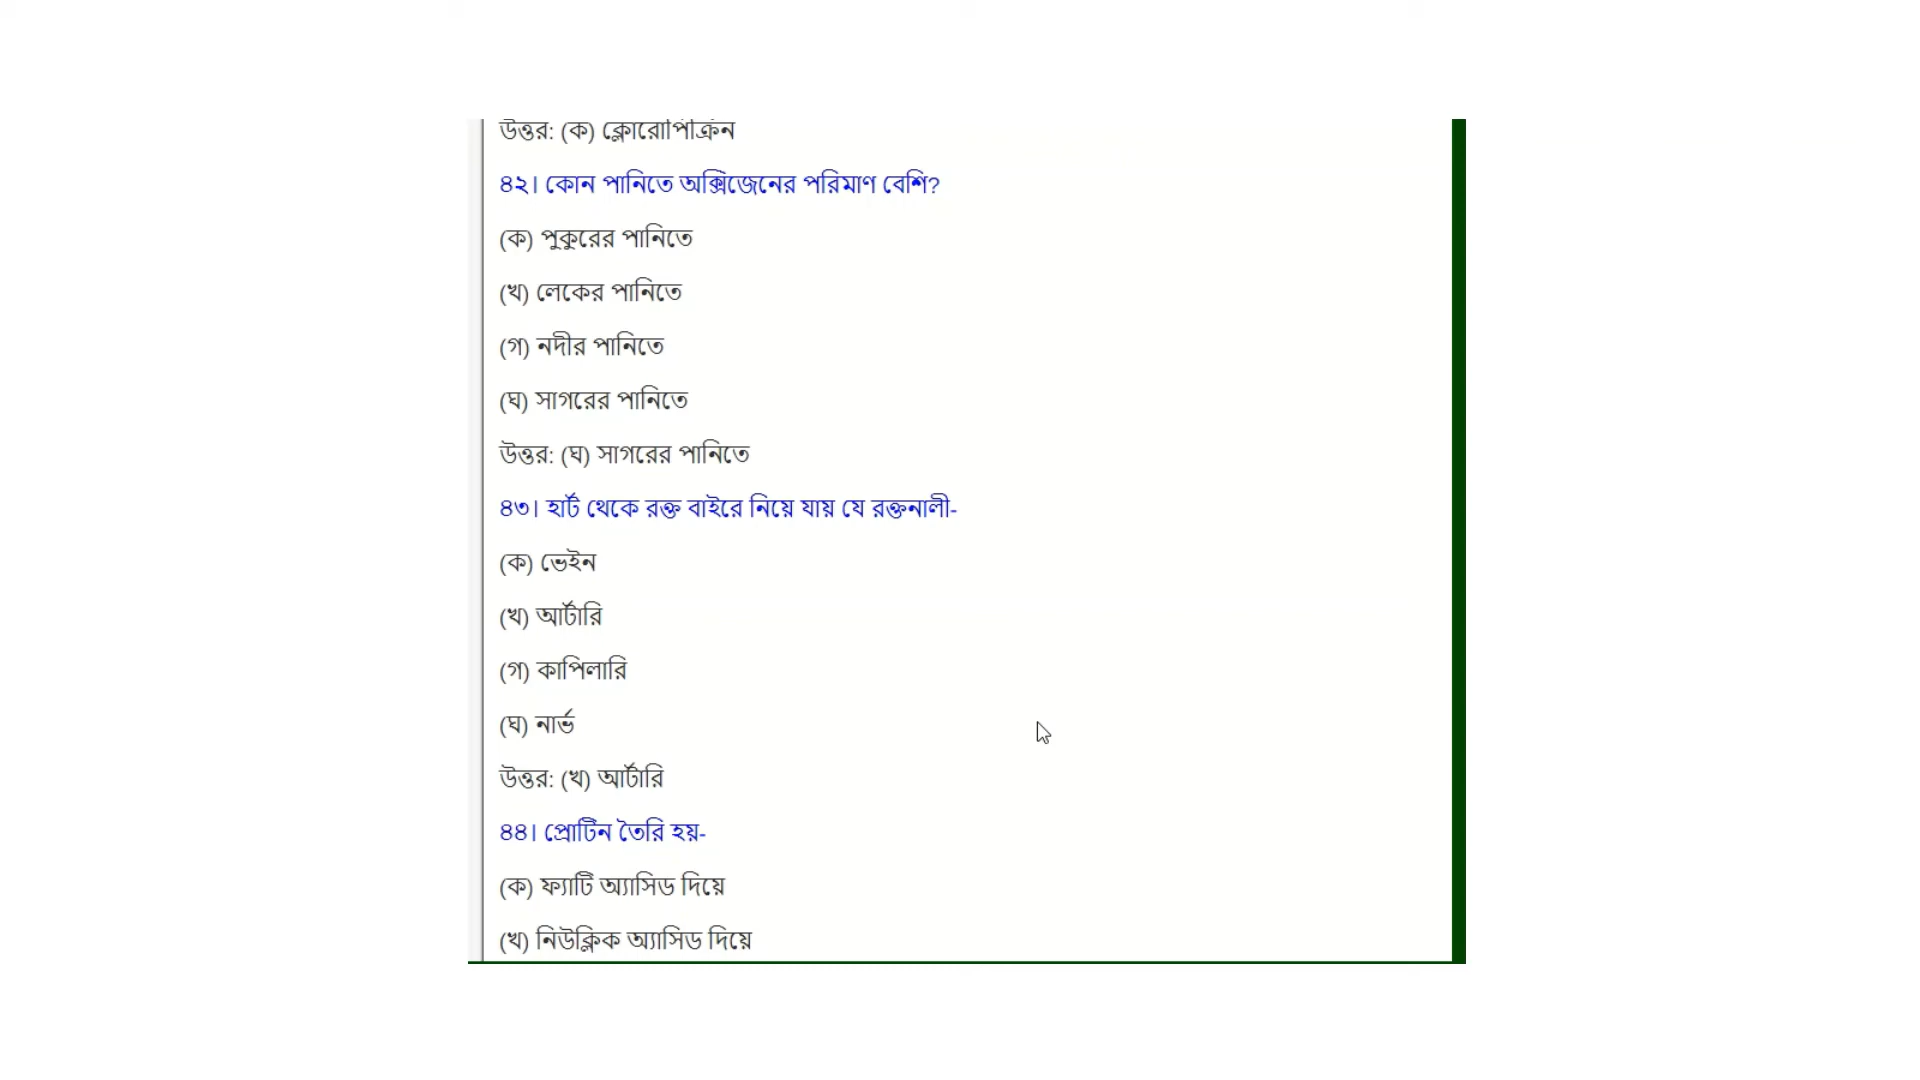 উত্তর: (ক) ক্লোরোপিক্রিন
৪২। কোন পানিতে অক্সিজেনের পরিমাণ বেশি?
(ক) পুকুরের পানিতে
(খ) লেকের পানিতে
(গ) নদীর পানিতে
(ঘ) সাগরের পানিতে
উত্তর: (ঘ) সাগরের পানিতে
৪৩। হার্ট থেকে রক্ত বাইরে নিয়ে যায় যে রক্তনালী-
(ক) ভেইন
(খ) আর্টারি
(গ) কাপিলারি
(ঘ) নার্ভ
উত্তর: (খ) আর্টারি
৪৪। প্রোটিন তৈরি হয়-
(ক) ফ্যাটি অ্যাসিড দিয়ে
(খ) নিউক্লিক অ্যাসিড দিয়ে